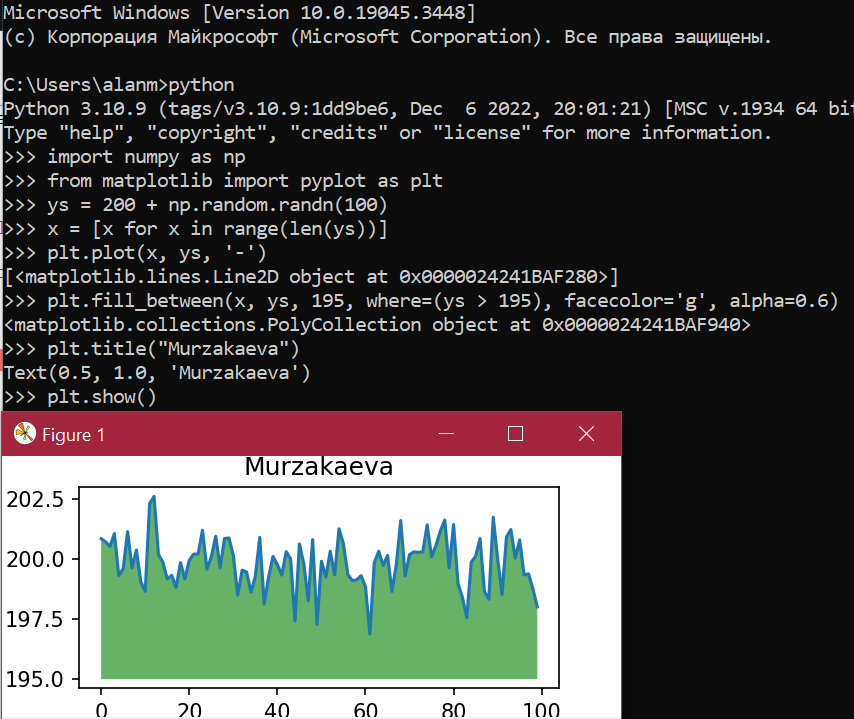 Microsoft Windows [Version 10.0.19045.3448]
(c) Корпорация Майкрософт (Microsoft Corporation). Все права защищены.
C:\Users\alanm>python
Python 3.10.9 (tags/v3.10.9:1dd9be6, Dec  6 2022, 20:01:21) [MSC v.1934 64 bit
Type "help", "copyright", "credits" or "license" for more information.
>>> import numpy as np
>>> from matplotlib import pyplot as plt
>>> ys = 200 + np.random.randn(100)
>>> x = [x for x in range(len(ys))]
>>> plt.plot(x, ys, '-')
[<matplotlib.lines.Line2D object at 0x0000024241BAF280>]
>>> plt.fill_between(x, ys, 195, where=(ys > 195), facecolor='g', alpha=0.6)
<matplotlib.collections.PolyCollection object at 0x0000024241BAF940>
>>> plt.title("Murzakaeva")
Text(0.5, 1.0, 'Murzakaeva')
>>> plt.show()
Figure 1
Murzakaeva
202.5
200.0
197.5
195.0
0 20 40 60 80 100